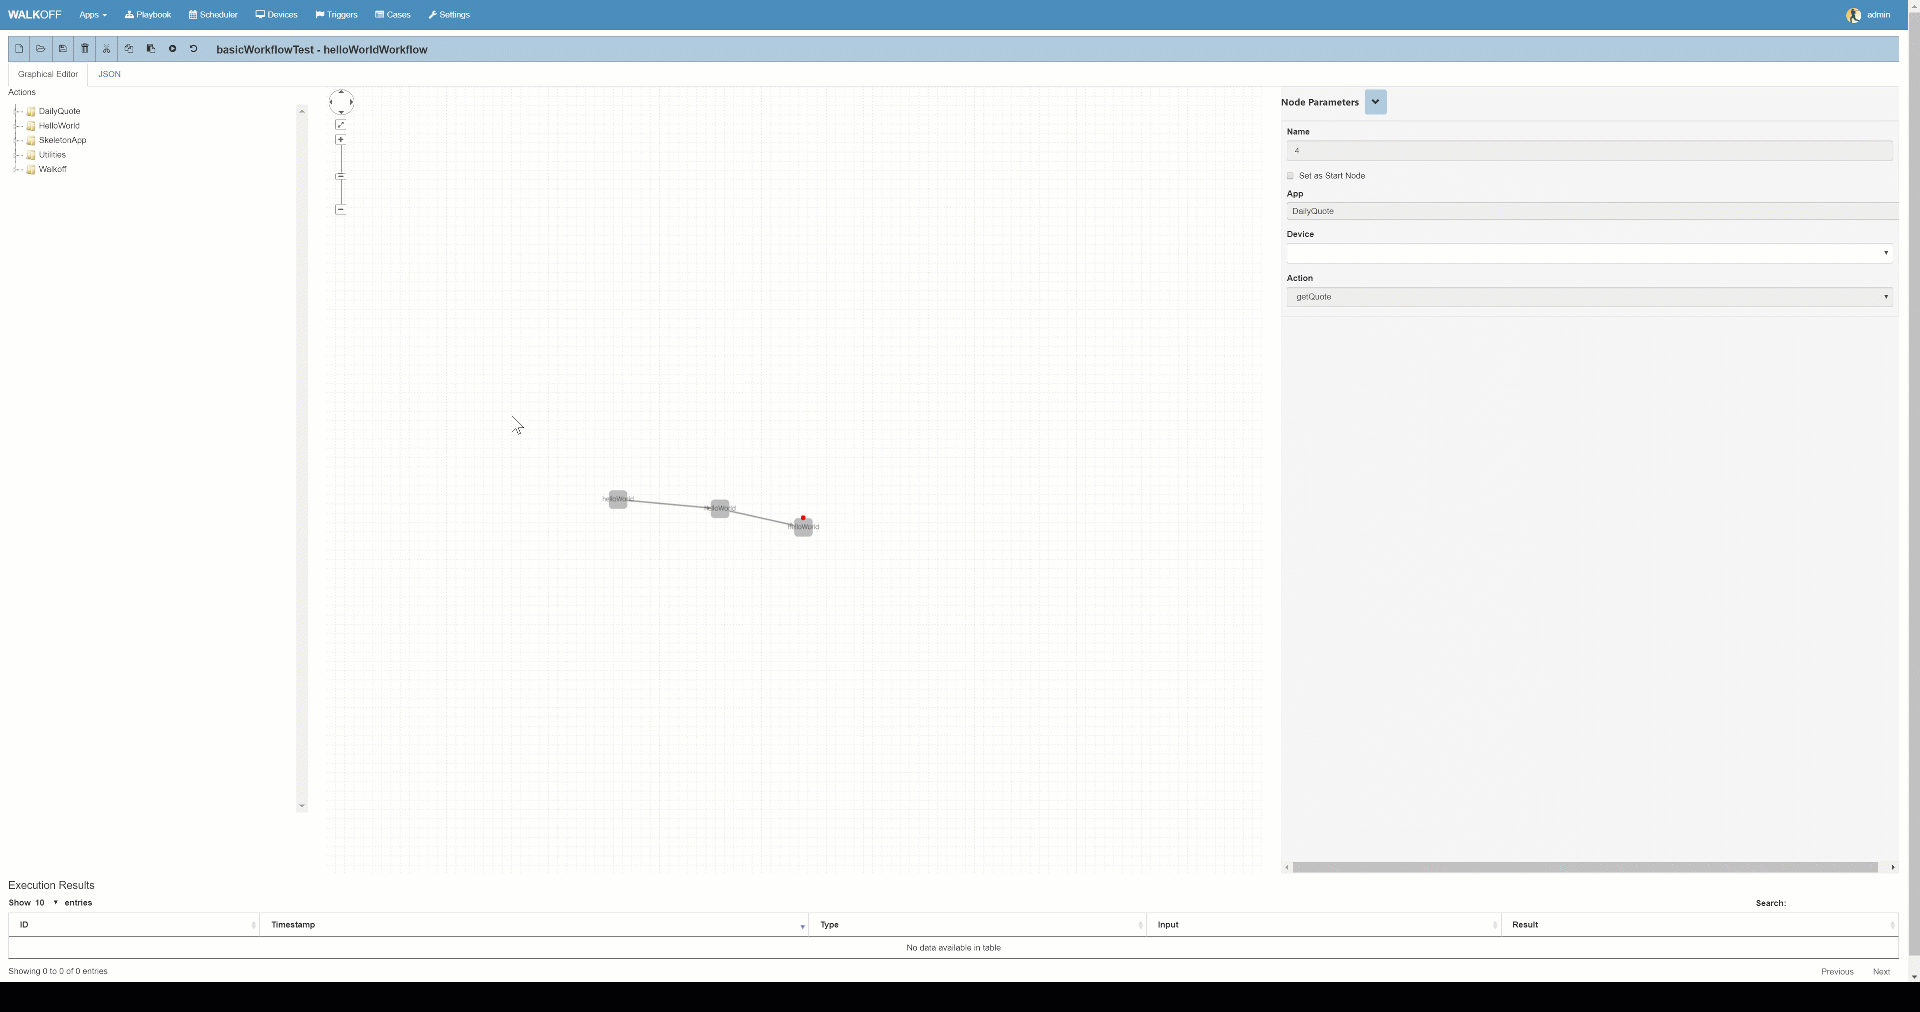 WALKOFF Apps Playbook Scheduler Devices Triggers Cases Settings admin
basicWorkflowTest - helloWorldWorkflow
Graphical Editor JSON
Actions
DailyQuote
HelloWorld
SkeletonApp
Utilities
Walkoff
Node Parameters
Name
4
Set as Start Node
App
DailyQuote
Device
Action
getQuote
helloWorld
helloWorld
helloWorld
Execution Results
Show 10 entries
Search:
ID Timestamp Type Input Result
No data available in table
Showing 0 to 0 of 0 entries
Previous Next